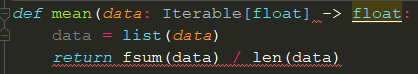 def mean(data: Iterable[float] -> float:
    data = list(data)
    return fsum(data) / len(data)